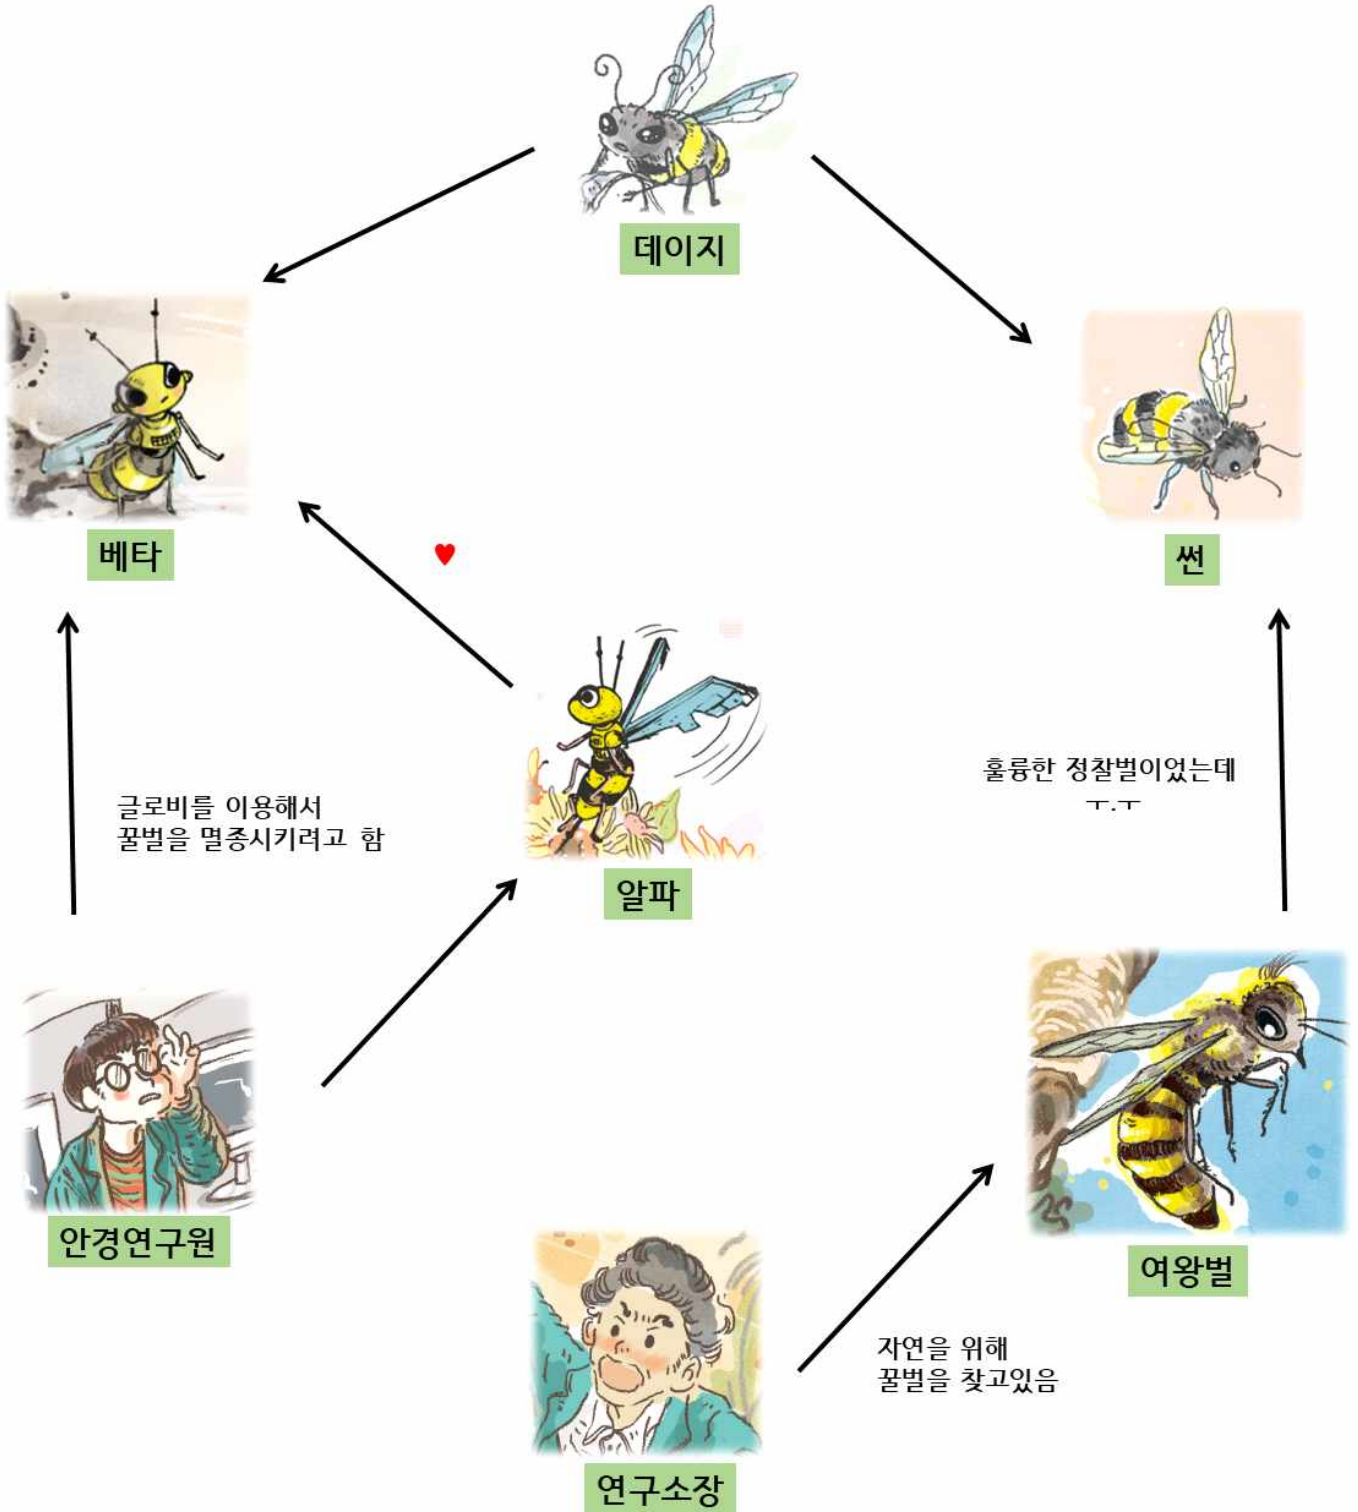 데이지
베타
썬
♥
알파
훌륭한 정찰벌이었는데
ㅜ.ㅜ
글로비를 이용해서
꿀벌을 멸종시키려고 함
안경연구원
여왕벌
자연을 위해
꿀벌을 찾고있음
연구소장